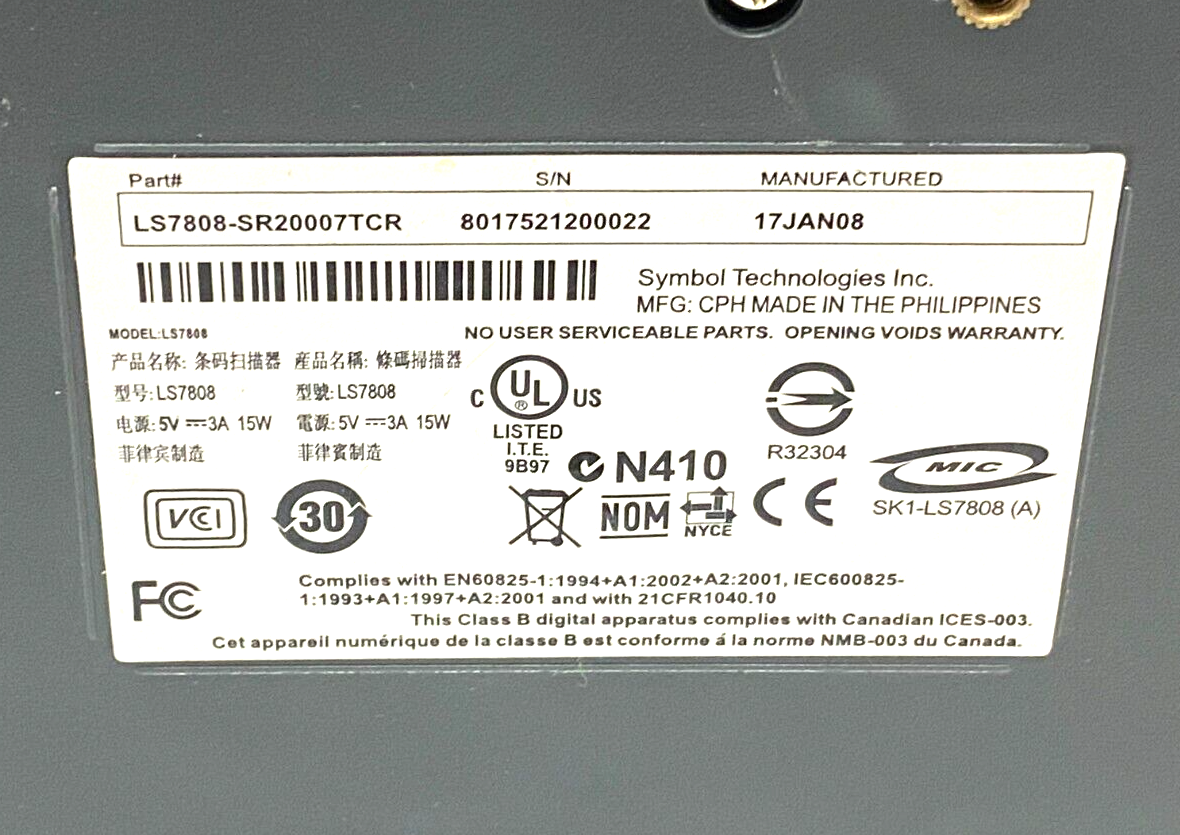 Part# S/N MANUFACTURED
LS7808-SR20007TCR 8017521200022 17JAN08
Symbol Technologies Inc.
MFG: CPH MADE IN THE PHILIPPINES
NO USER SERVICEABLE PARTS. OPENING VOIDS WARRANTY.
MODEL:LS7808
产品名称: 条码扫描器 產品名稱: 條碼掃描器
型号: LS7808 型號: LS7808
电源: 5V ⎓3A 15W 電源: 5V ⎓3A 15W
菲律宾制造 菲律賓製造
C UL® US
LISTED
I.T.E.
9B97
N410
R32304
MIC
SK1-LS7808 (A)
VCI
30
NOM
NYCE
CE
FC
Complies with EN60825-1:1994+A1:2002+A2:2001, IEC600825-
1:1993+A1:1997+A2:2001 and with 21CFR1040.10
This Class B digital apparatus complies with Canadian ICES-003.
Cet appareil numérique de la classe B est conforme á la norme NMB-003 du Canada.